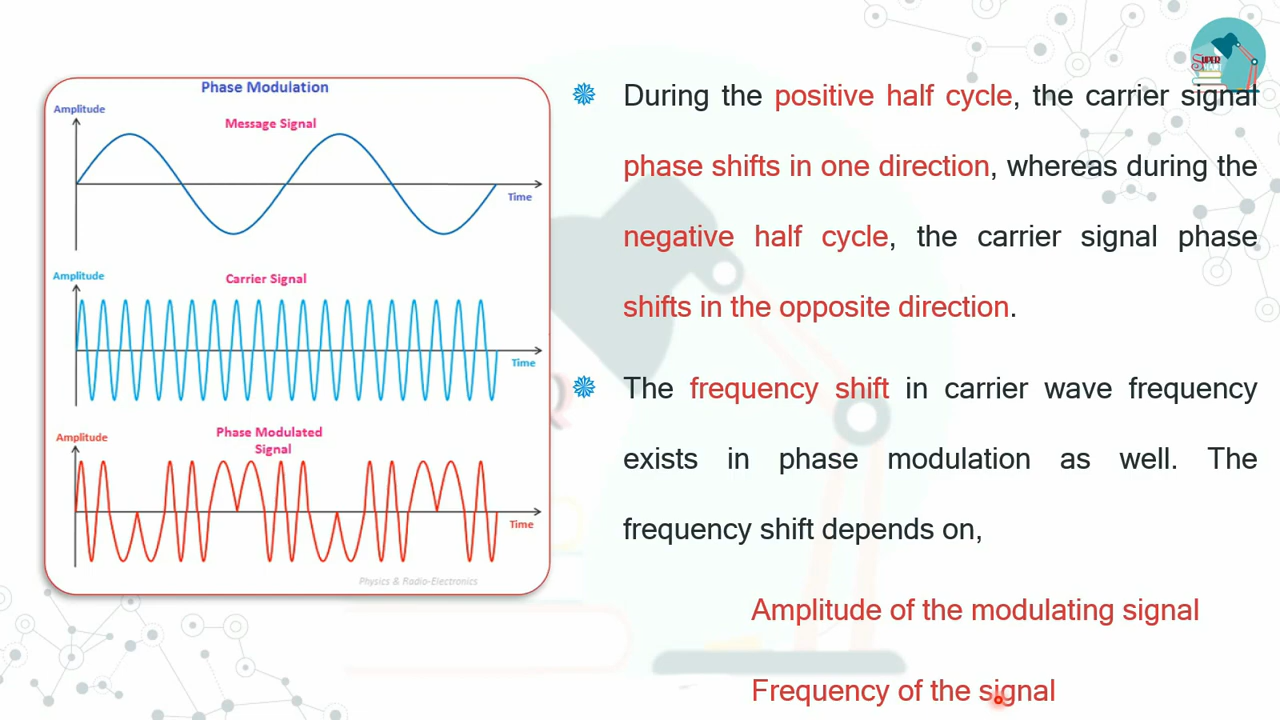 Phase Modulation
Amplitude
Message Signal
Time
Amplitude
Carrier Signal
Time
Amplitude
Phase Modulated
Signal
Time
Physics & Radio-Electronics
During the positive half cycle, the carrier signal
phase shifts in one direction, whereas during the
negative half cycle, the carrier signal phase
shifts in the opposite direction.
The frequency shift in carrier wave frequency
exists in phase modulation as well. The
frequency shift depends on,
Amplitude of the modulating signal
Frequency of the signal